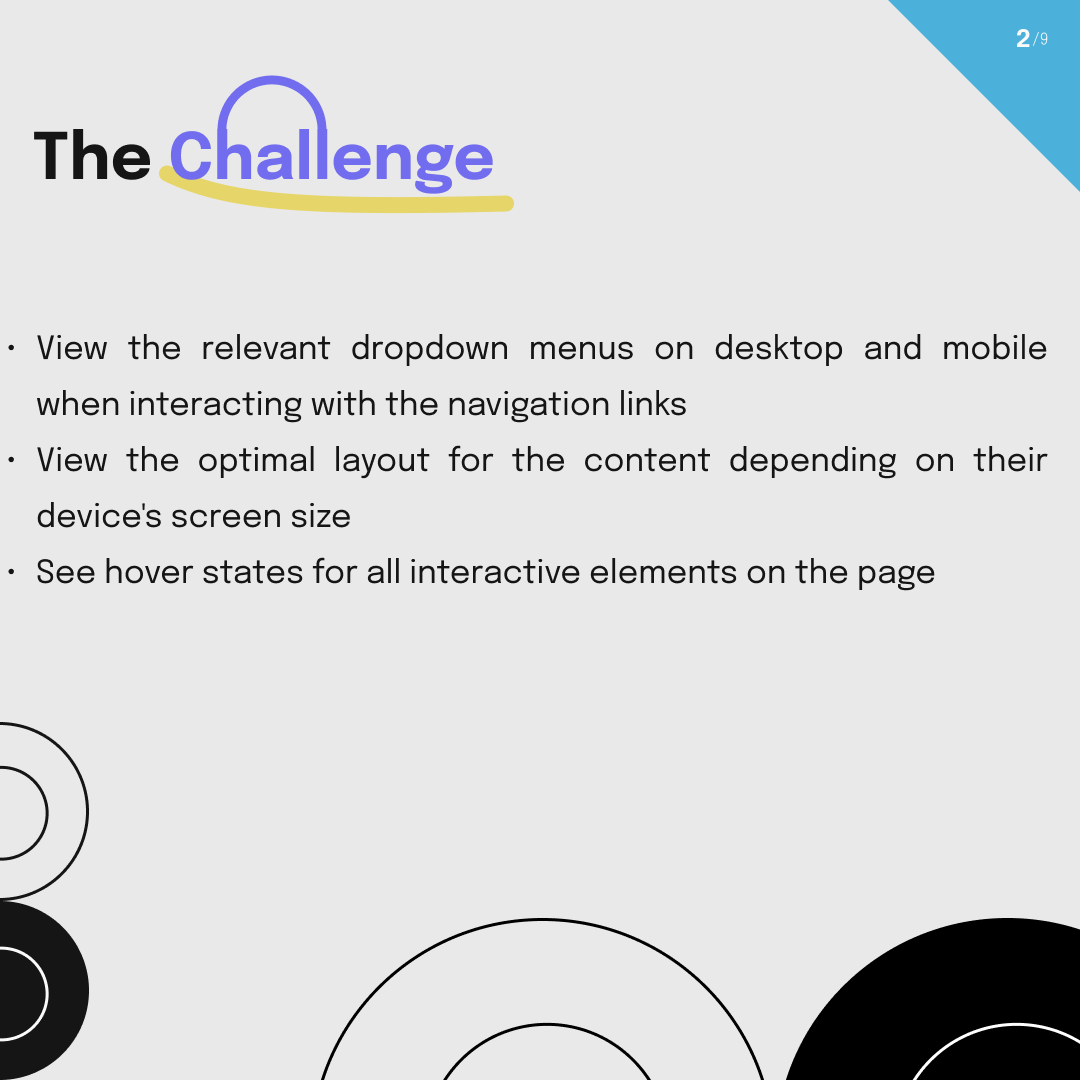 2/9
The Challenge
• View the relevant dropdown menus on desktop and mobile
when interacting with the navigation links
• View the optimal layout for the content depending on their
device's screen size
• See hover states for all interactive elements on the page